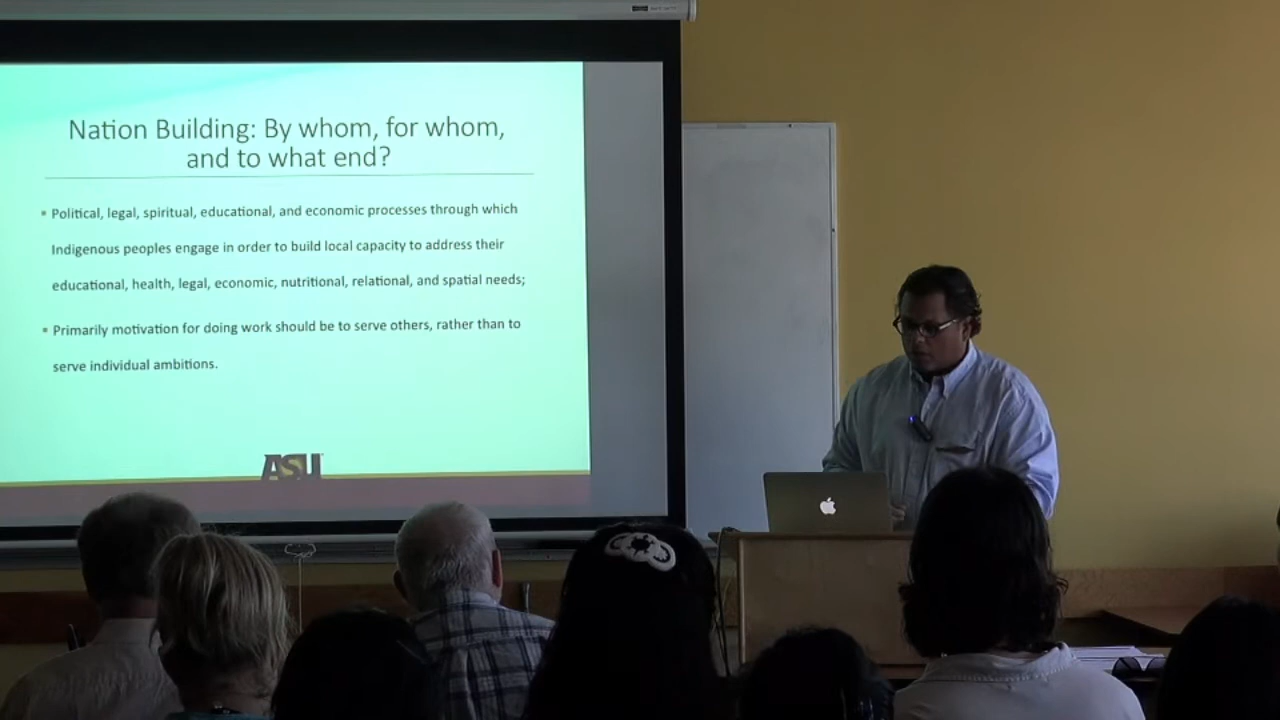 Nation Building: By whom, for whom,
and to what end?
▪ Political, legal, spiritual, educational, and economic processes through which
Indigenous peoples engage in order to build local capacity to address their
educational, health, legal, economic, nutritional, relational, and spatial needs;
▪ Primarily motivation for doing work should be to serve others, rather than to
serve individual ambitions.
ASU